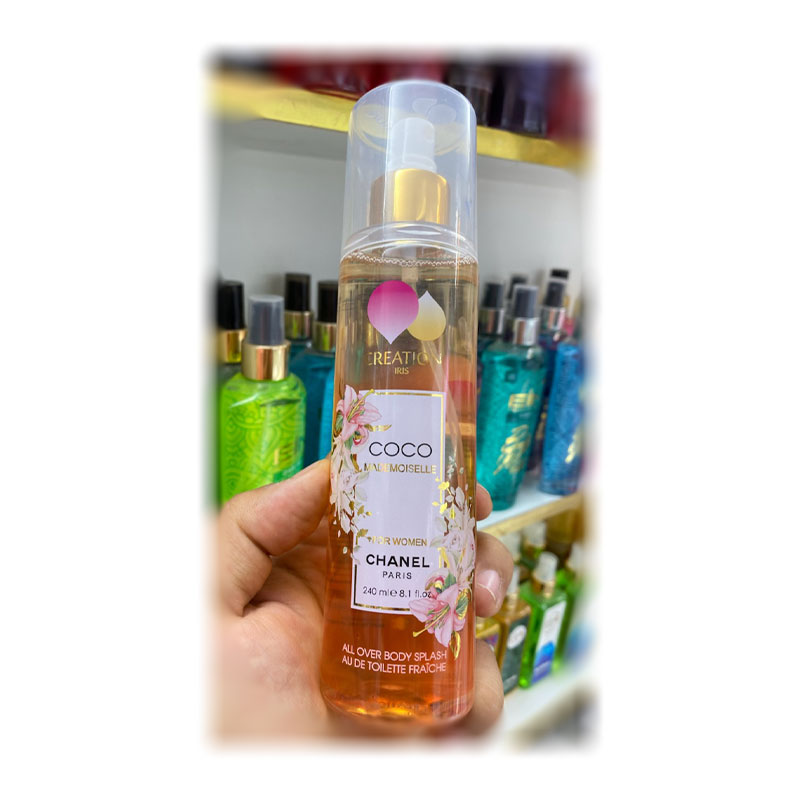 CREATION
IRIS
COCO
MADEMOISELLE
FOR WOMEN
CHANEL
PARIS
240 ml e 8.1 fl.oz
ALL OVER BODY SPLASH
AU DE TOILETTE FRAÎCHE